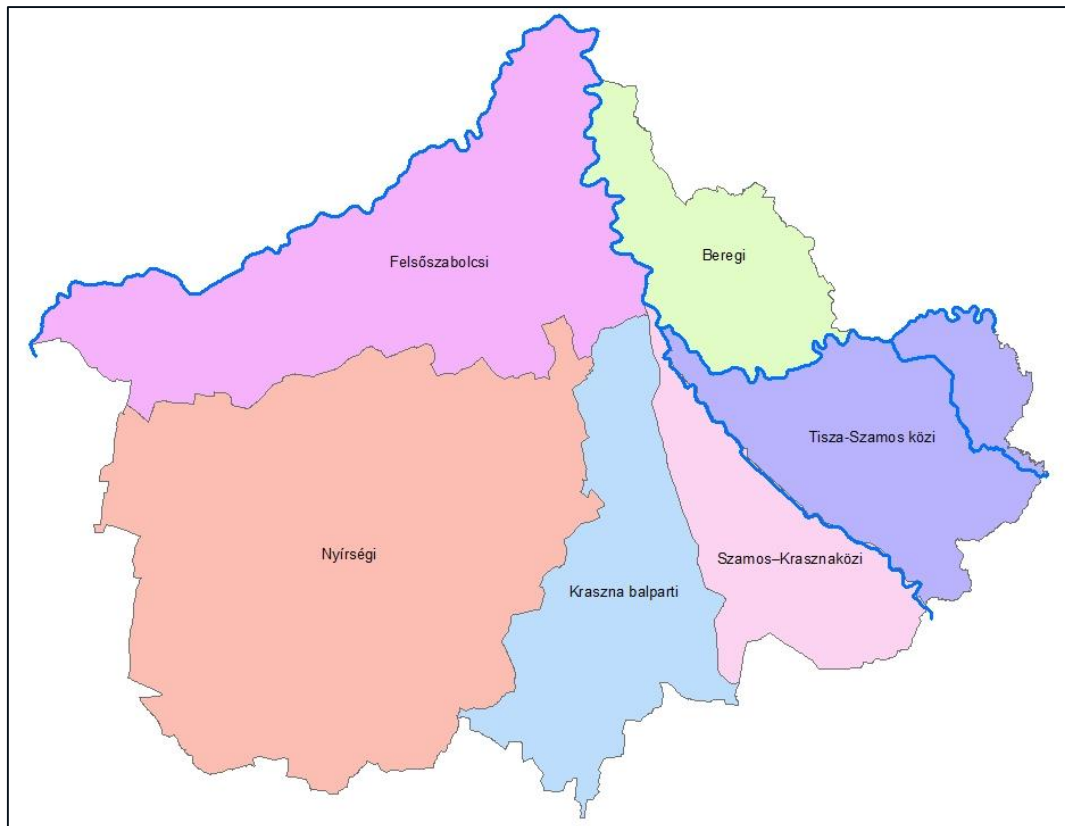 Beregi
Felsőszabolcsi
Tisza-Szamos közi
Nyírségi
Szamos–Krasznaközi
Kraszna balparti